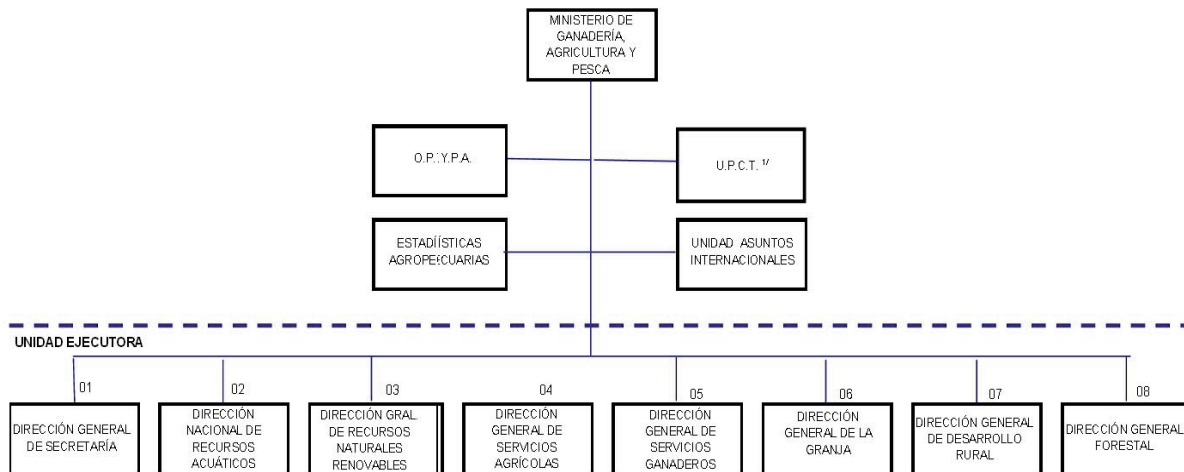 MINISTERIO DE
GANADERÍA,
AGRICULTURA Y
PESCA
O.P.Y.P.A.
U.P.C.T. 1/
ESTADÍÍSTICAS
AGROPECUARIAS
UNIDAD ASUNTOS
INTERNACIONALES
UNIDAD EJECUTORA
01
DIRECCIÓN GENERAL
DE SECRETARÍA
02
DIRECCIÓN
NACIONAL DE
RECURSOS
ACUÁTICOS
03
DIRECCIÓN GRAL.
DE RECURSOS
NATURALES
RENOVABLES
04
DIRECCIÓN
GENERAL DE
SERVICIOS
AGRÍCOLAS
05
DIRECCIÓN
GENERAL DE
SERVICIOS
GANADEROS
06
DIRECCIÓN
GENERAL DE LA
GRANJA
07
DIRECCIÓN GENERAL
DE DESARROLLO
RURAL
08
DIRECCIÓN GENERAL
FORESTAL